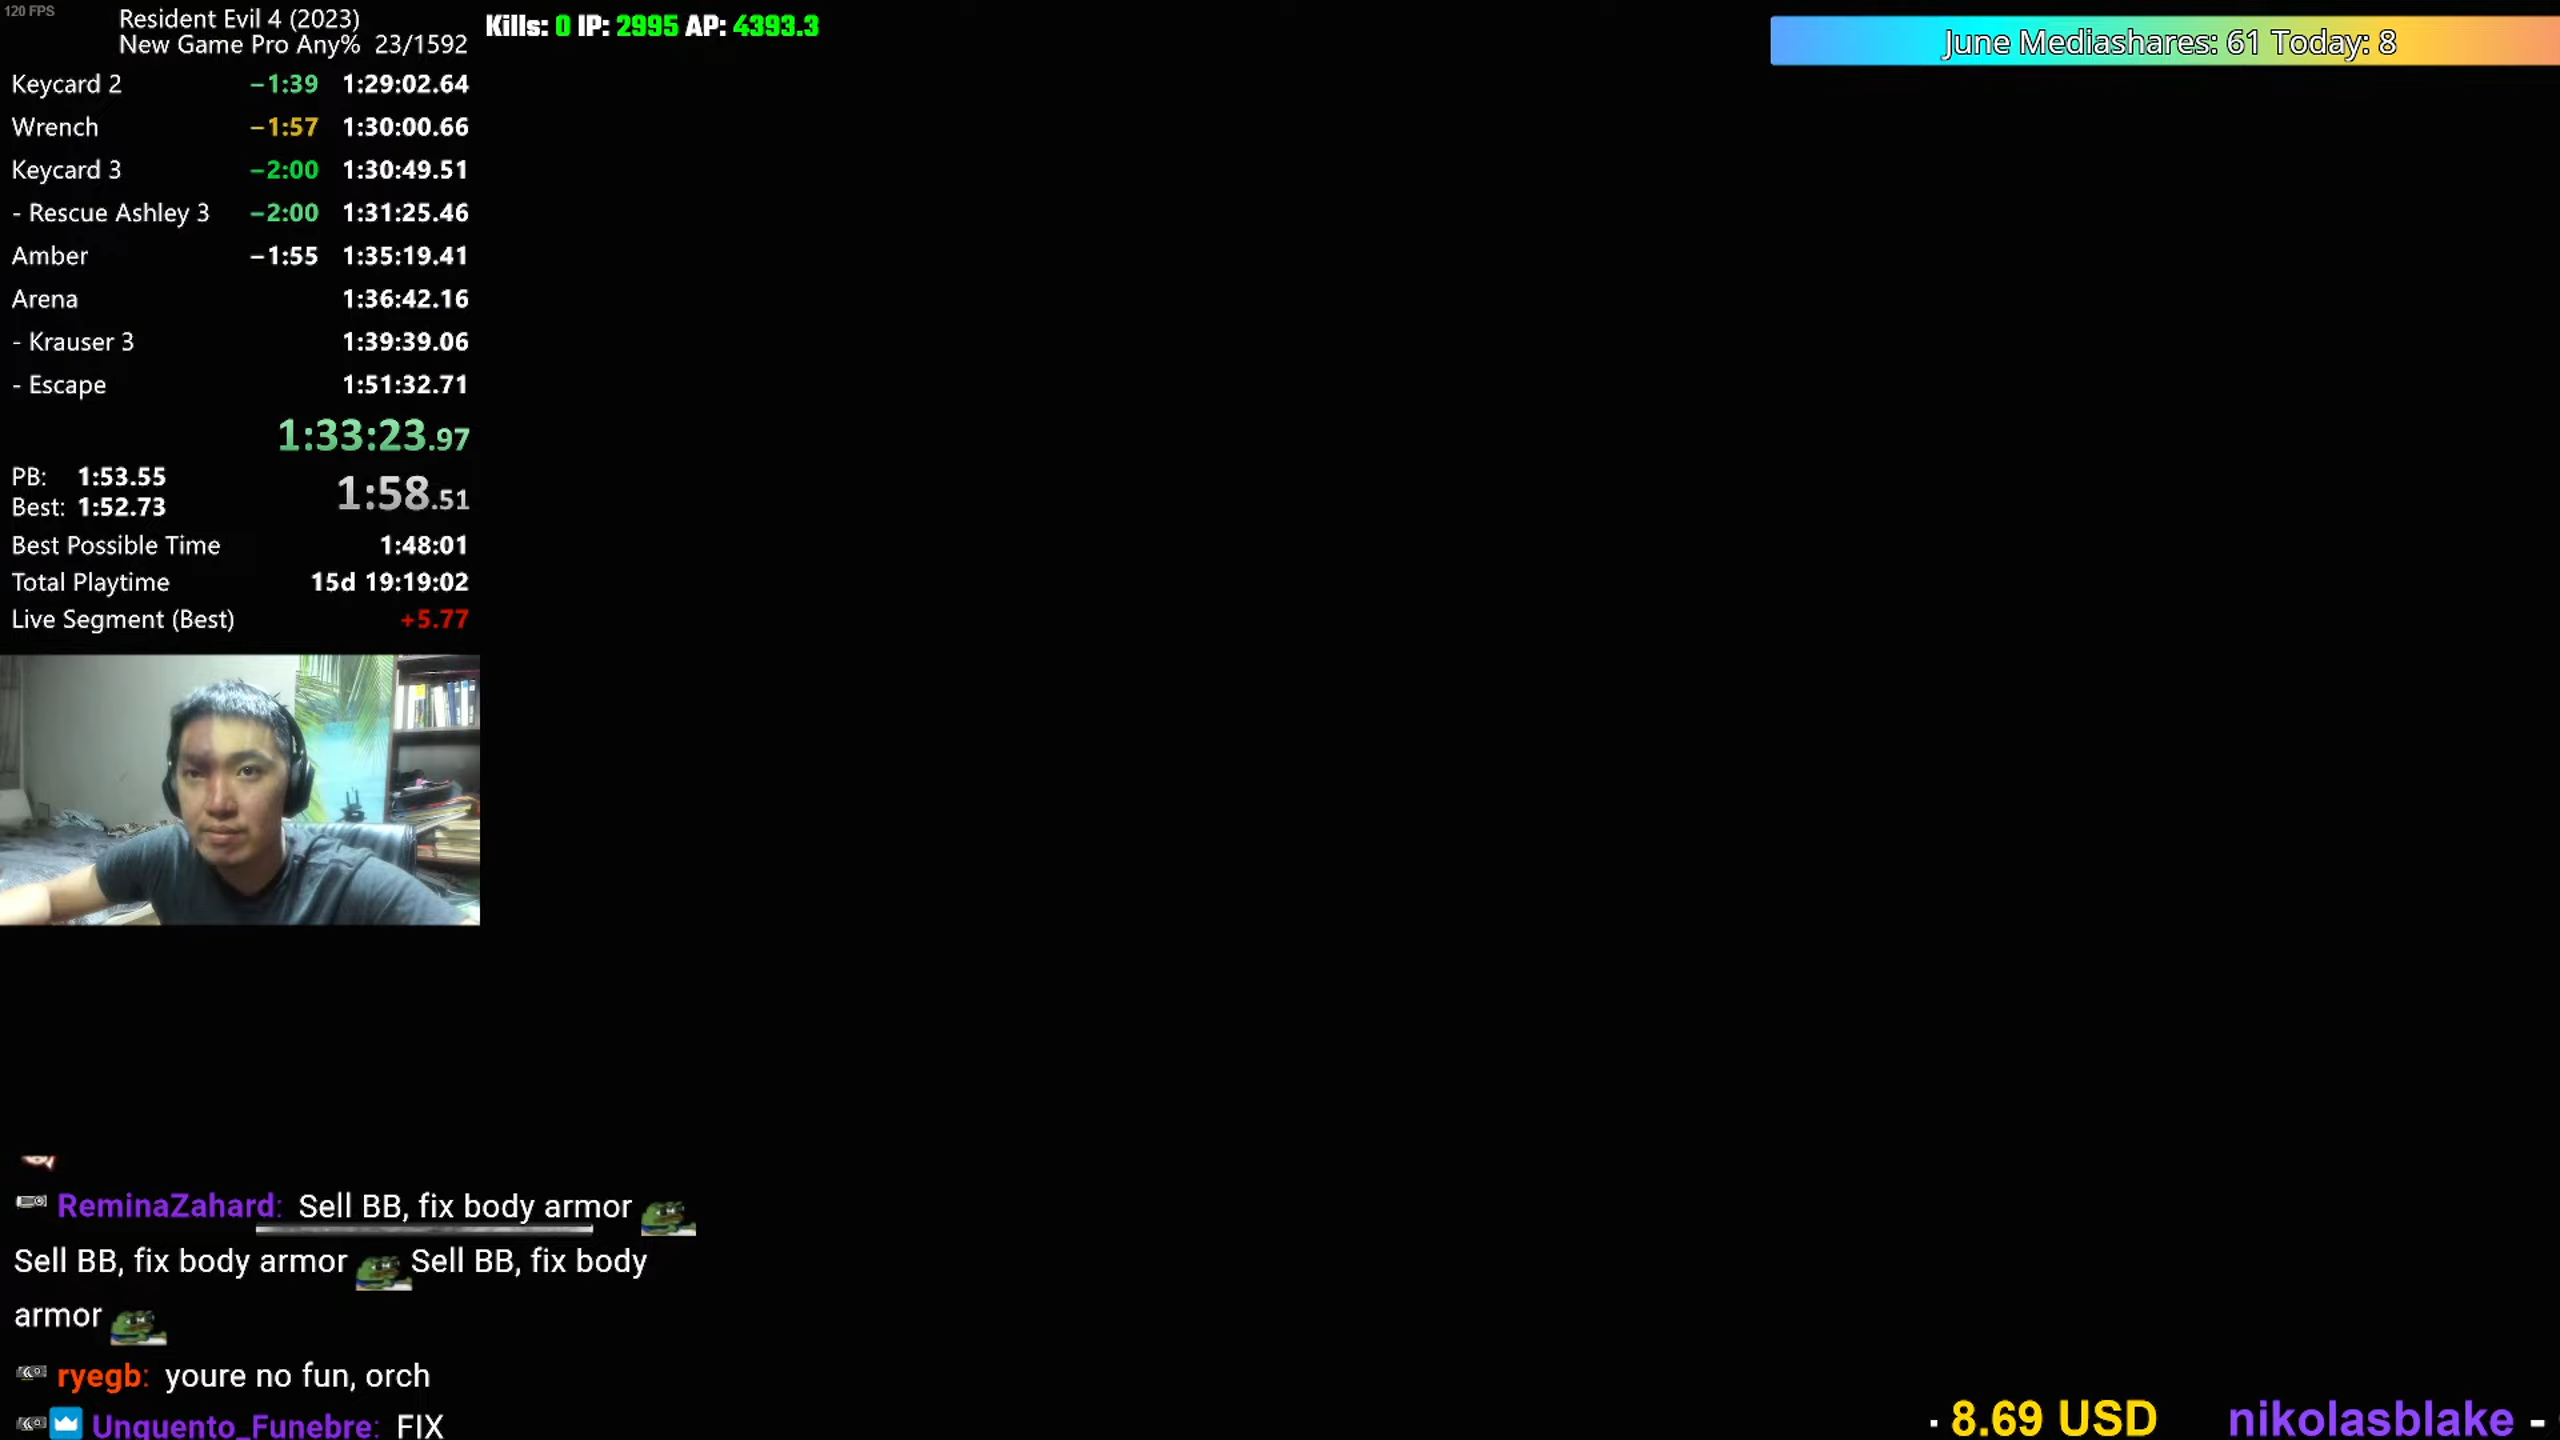 120 FPS
Resident Evil 4 (2023)
New Game Pro Any% 23/1592
Kills: 0 IP: 2995 AP: 4393.3
June Mediashares: 61 Today: 8
Keycard 2 −1:39 1:29:02.64
Wrench −1:57 1:30:00.66
Keycard 3 −2:00 1:30:49.51
- Rescue Ashley 3 −2:00 1:31:25.46
Amber −1:55 1:35:19.41
Arena 1:36:42.16
- Krauser 3 1:39:39.06
- Escape 1:51:32.71
1:33:23.97
PB: 1:53.55
Best: 1:52.73
1:58.51
Best Possible Time 1:48:01
Total Playtime 15d 19:19:02
Live Segment (Best) +5.77
ReminaZahard: Sell BB, fix body armor
Sell BB, fix body armor Sell BB, fix body
armor
ryegb: youre no fun, orch
Unguento_Funebre: FIX
- 8.69 USD nikolasblake -